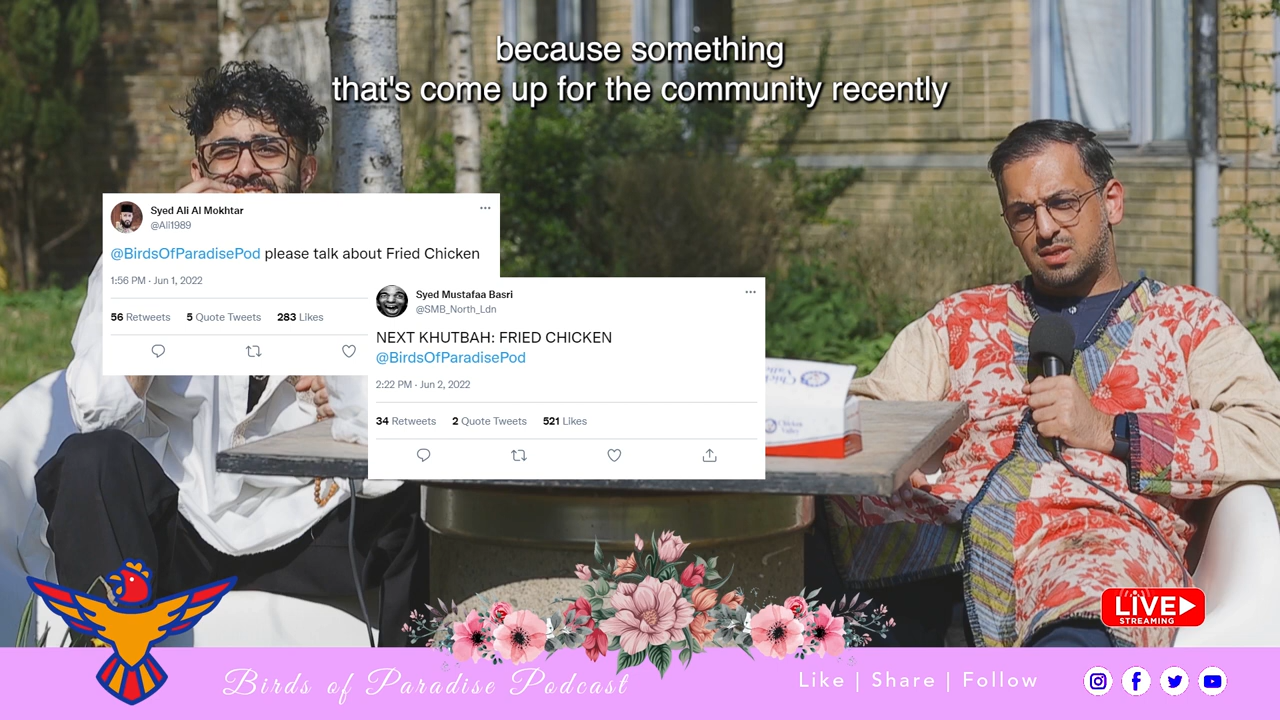 because something
that's come up for the community recently
Syed Ali Al Mokhtar
@Ali1989
@BirdsOfParadisePod please talk about Fried Chicken
1:56 PM · Jun 1, 2022
56 Retweets 5 Quote Tweets 283 Likes
Syed Mustafaa Basri
@SMB_North_Ldn
NEXT KHUTBAH: FRIED CHICKEN
@BirdsOfParadisePod
2:22 PM · Jun 2, 2022
34 Retweets 2 Quote Tweets 521 Likes
LIVE
STREAMING
Birds of Paradise Podcast
Like | Share | Follow